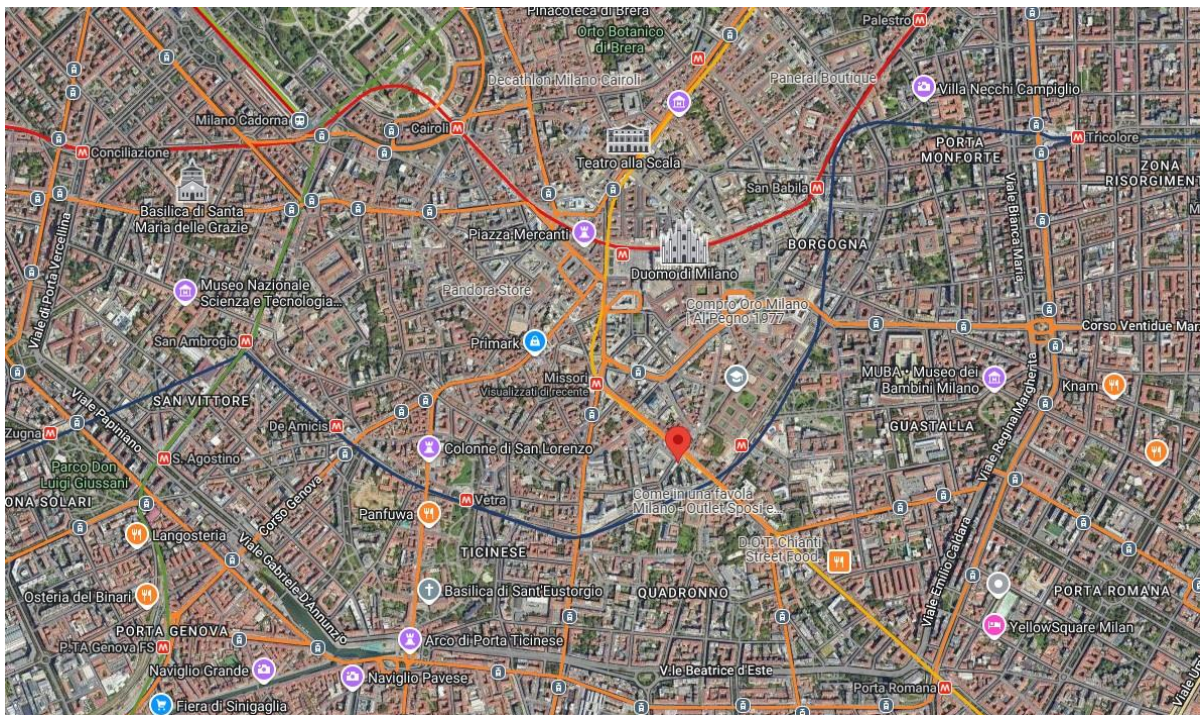 Pinacoteca di Brera
Palestro
Orto Botanico
di Brera
Decathlon Milano Cairoli
Panerai Boutique
Villa Necchi Campiglio
Milano Cadorna
Cairoli
Tricolore
Conciliazione
Teatro alla Scala
PORTA
MONFORTE
ZONA
RISORGIMENT
San Babila
Basilica di Santa
Maria delle Grazie
Viale di Porta Vercellina
Viale Bianca Maria
Piazza Mercanti
BORGOGNA
Duomo di Milano
Museo Nazionale
Scienza e Tecnologia...
Pandora Store
Compro Oro Milano
| Al Pegno 1977
Corso Ventidue Mar
San Ambrogio
Primark
Missori
Visualizzati di recente
MUBA - Museo dei
Bambini Milano
Knam
Viale Regina Margherita
SAN VITTORE
Viale Papiniano
De Amicis
Zugna
GUASTALLA
Colonne di San Lorenzo
S. Agostino
Parco Don
Luigi Giussani
ONA SOLARI
Corso Genova
Vetra
Come in una favola
Milano - Outlet Sposi e...
Panfuwa
Langosteria
Viale Gabriele D'Annunzio
TICINESE
D.O.T. Chianti
Street Food
Viale Emilio Caldara
Osteria del Binari
Basilica di Sant'Eustorgio
QUADRONNO
PORTA ROMANA
PORTA GENOVA
YellowSquare Milan
P.TA Genova FS
Arco di Porta Ticinese
Naviglio Grande
Naviglio Pavese
V.le Beatrice d'Este
Porta Romana
Fiera di Sinigaglia